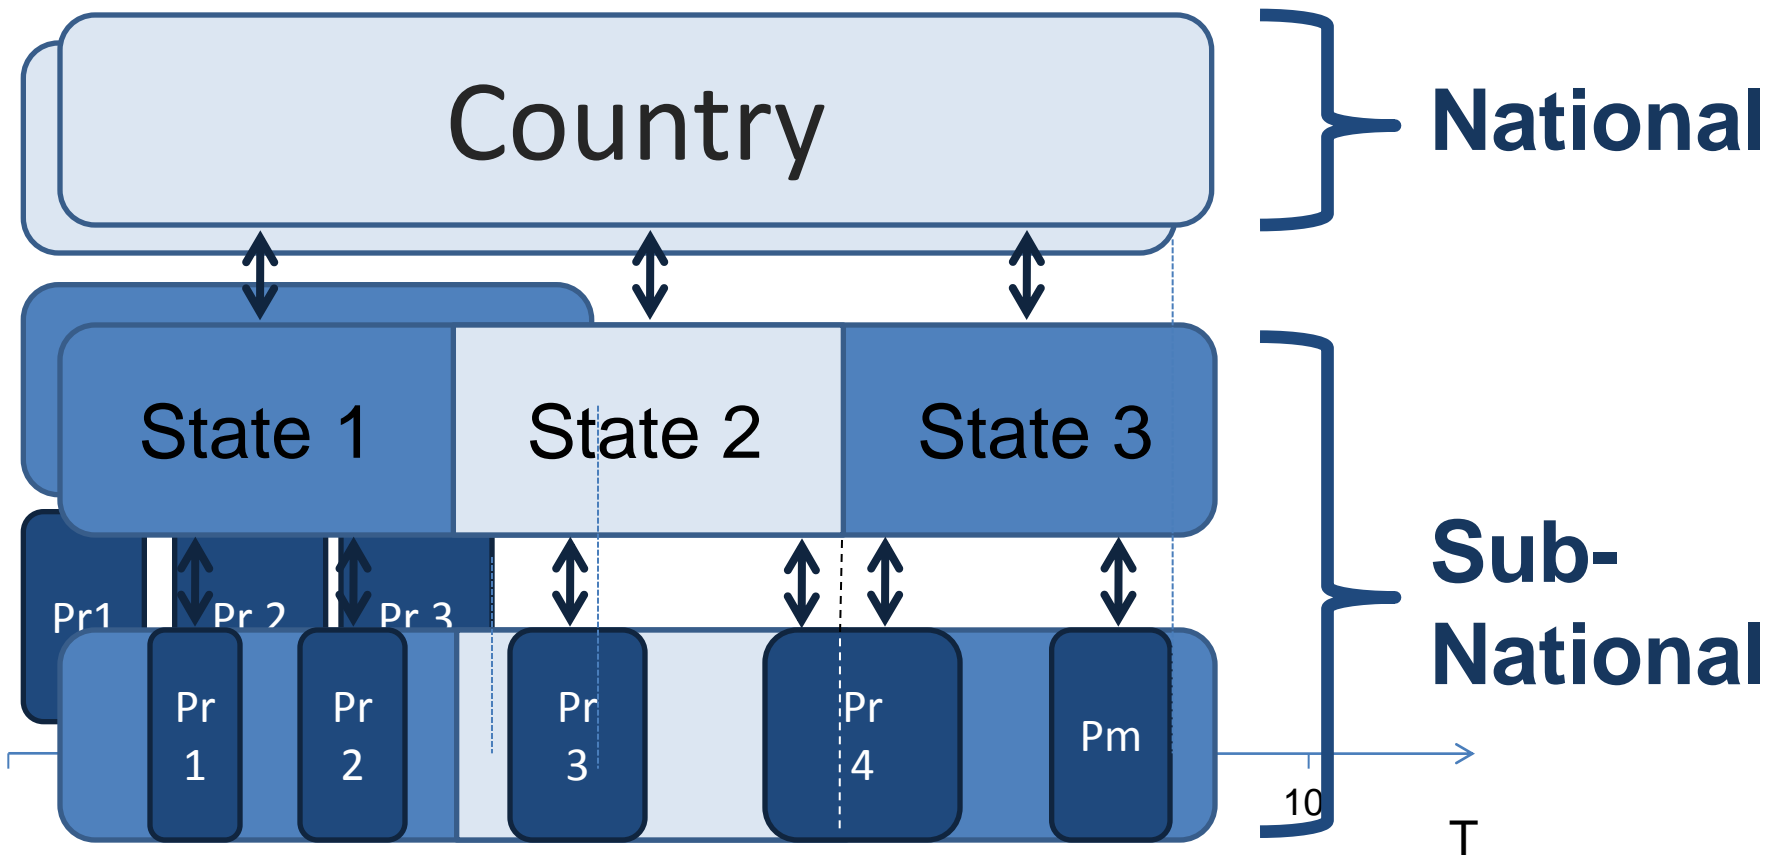 Country
National
State 1
State 2
State 3
Sub-
National
Pr1
Pr 2
Pr 3
Pr
1
Pr
2
Pr
3
Pr
4
Pm
10
T